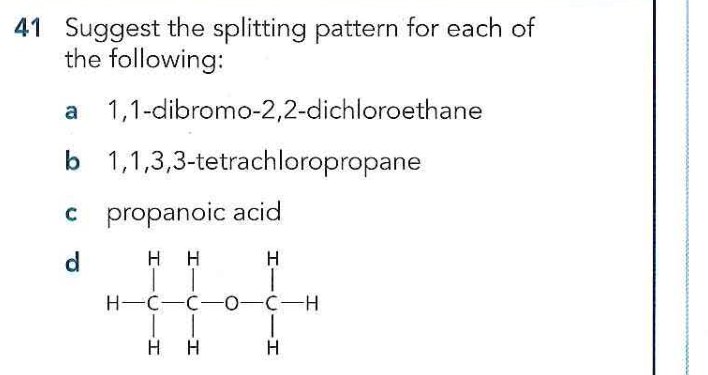 41 Suggest the splitting pattern for each of
the following:
a 1,1-dibromo-2,2-dichloroethane
b 1,1,3,3-tetrachloropropane
c propanoic acid
d
H H H
H—C—C—O—C—H
H H H